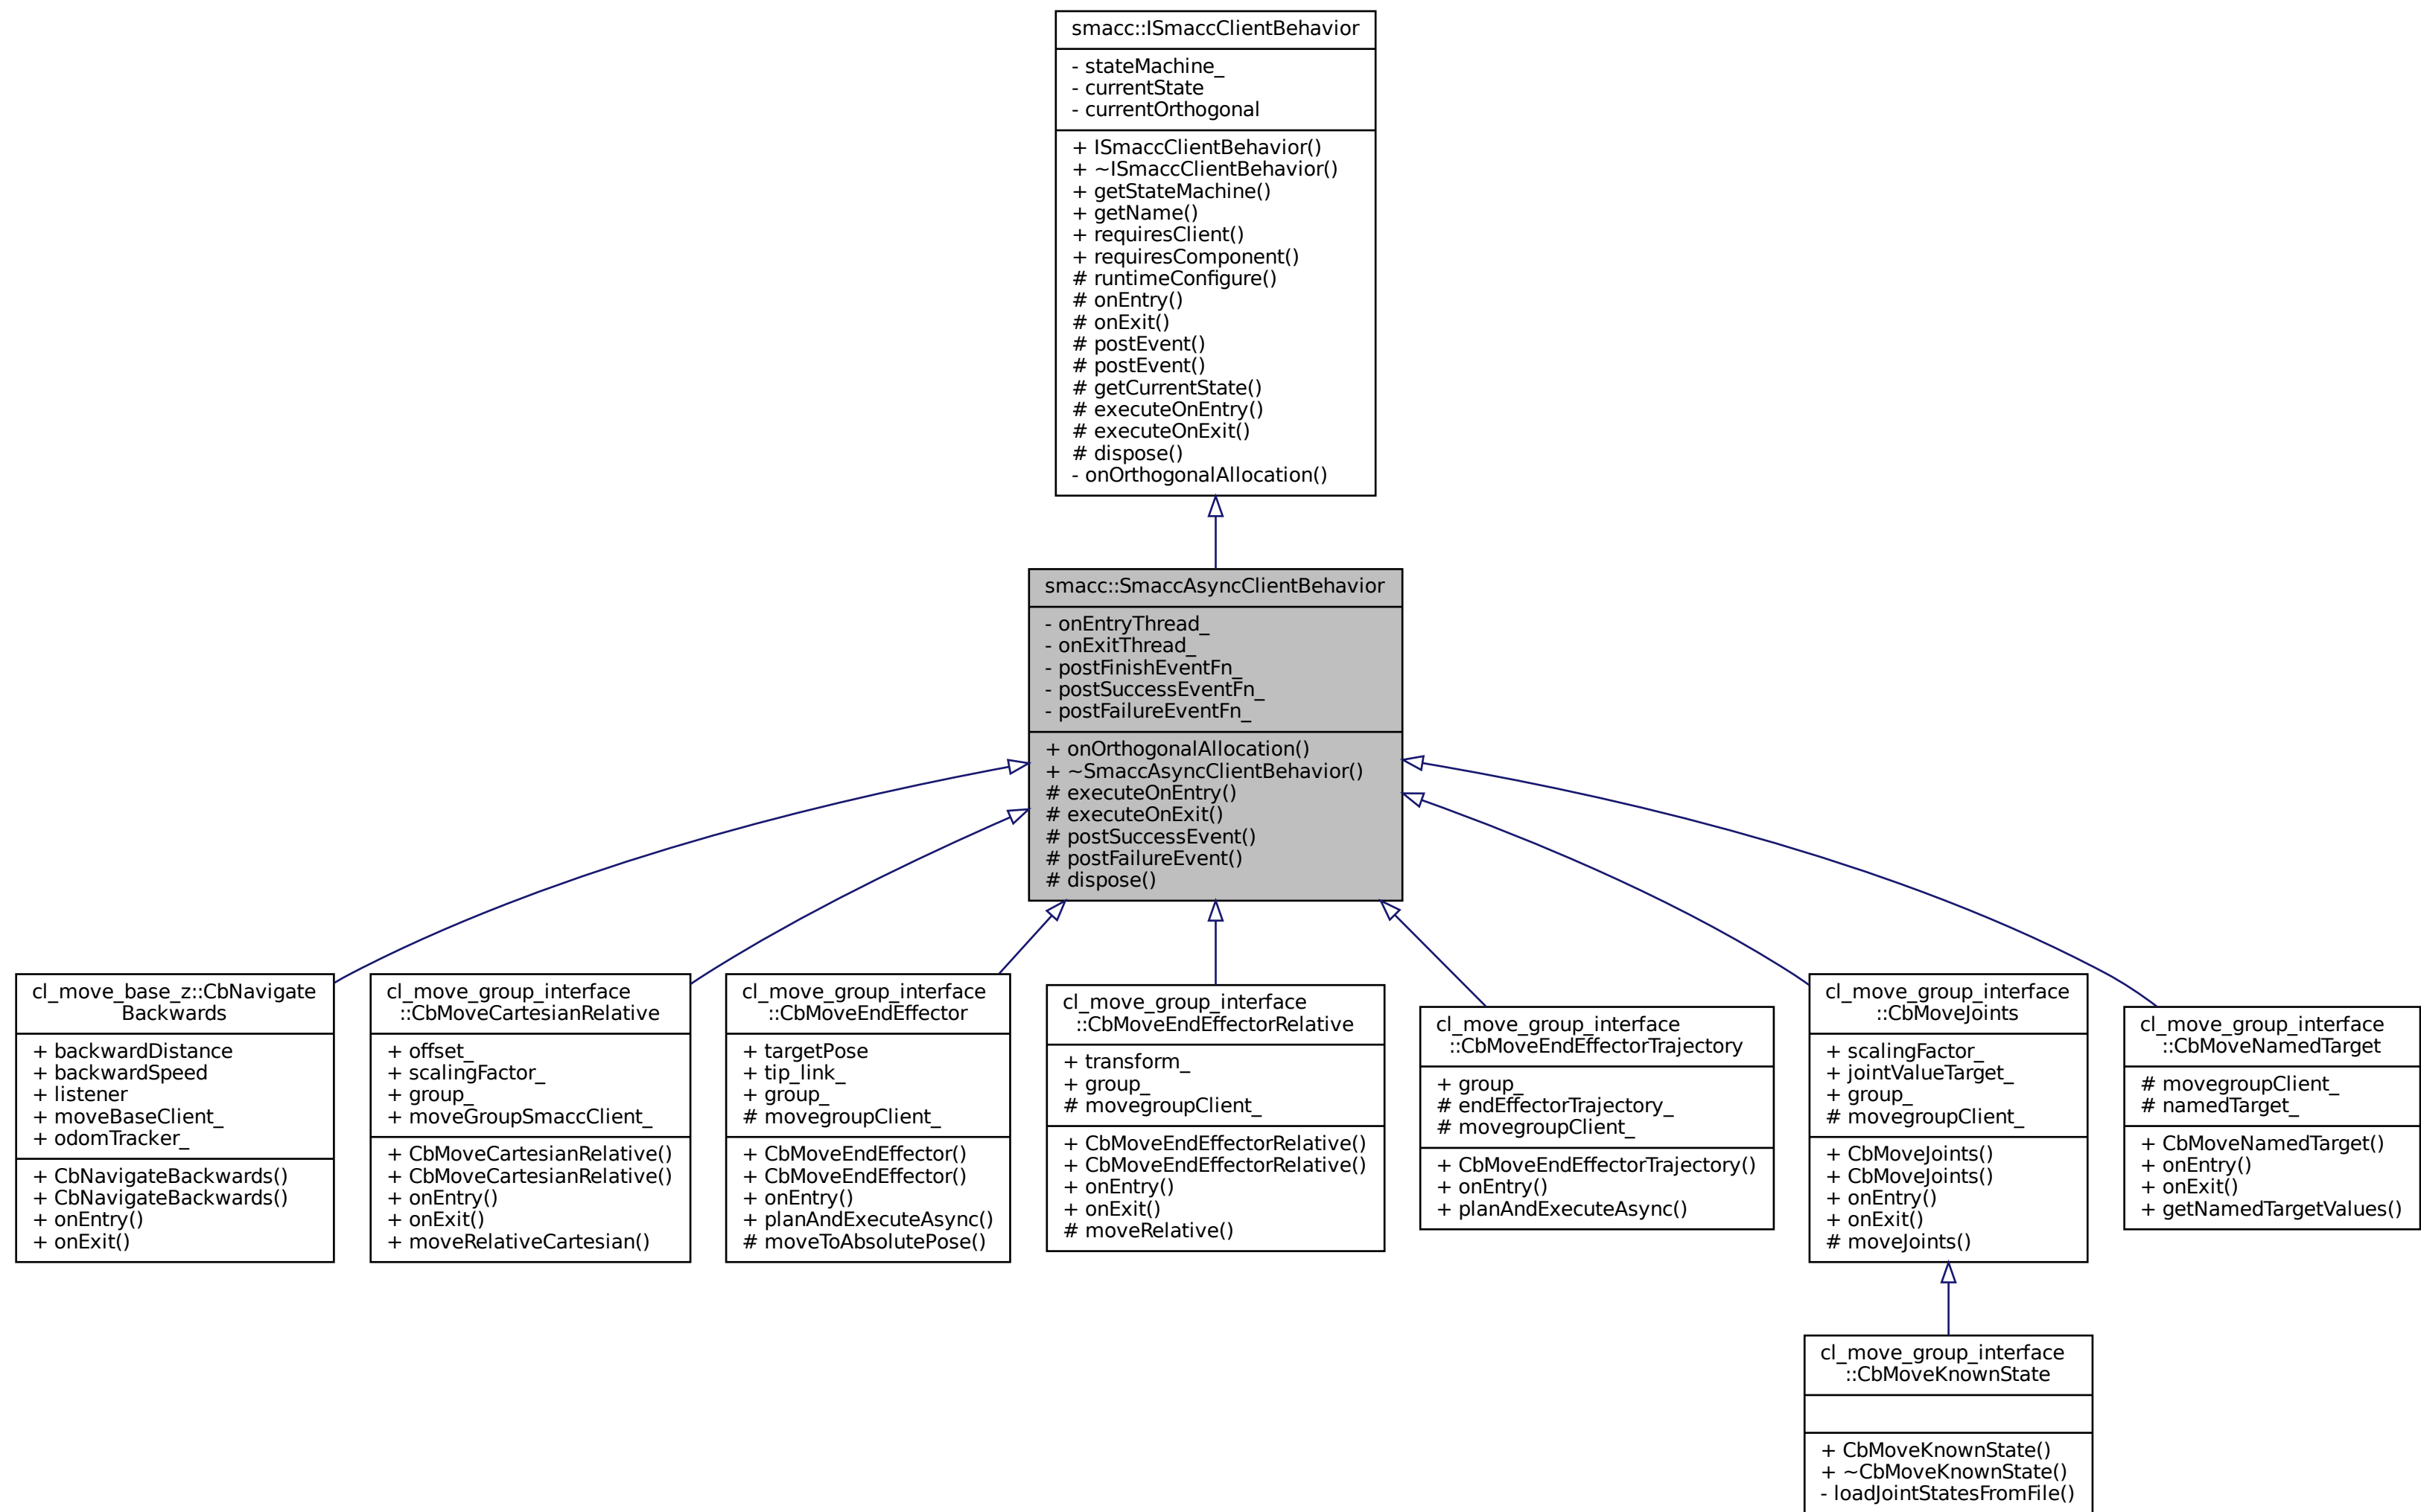 smacc::ISmaccClientBehavior
- stateMachine_
- currentState
- currentOrthogonal
+ ISmaccClientBehavior()
+ ~ISmaccClientBehavior()
+ getStateMachine()
+ getName()
+ requiresClient()
+ requiresComponent()
# runtimeConfigure()
# onEntry()
# onExit()
# postEvent()
# postEvent()
# getCurrentState()
# executeOnEntry()
# executeOnExit()
# dispose()
- onOrthogonalAllocation()
smacc::SmaccAsyncClientBehavior
- onEntryThread_
- onExitThread_
- postFinishEventFn_
- postSuccessEventFn_
- postFailureEventFn_
+ onOrthogonalAllocation()
+ ~SmaccAsyncClientBehavior()
# executeOnEntry()
# executeOnExit()
# postSuccessEvent()
# postFailureEvent()
# dispose()
cl_move_base_z::CbNavigate
Backwards
+ backwardDistance
+ backwardSpeed
+ listener
+ moveBaseClient_
+ odomTracker_
+ CbNavigateBackwards()
+ CbNavigateBackwards()
+ onEntry()
+ onExit()
cl_move_group_interface
::CbMoveCartesianRelative
+ offset_
+ scalingFactor_
+ group_
+ moveGroupSmaccClient_
+ CbMoveCartesianRelative()
+ CbMoveCartesianRelative()
+ onEntry()
+ onExit()
+ moveRelativeCartesian()
cl_move_group_interface
::CbMoveEndEffector
+ targetPose
+ tip_link_
+ group_
# movegroupClient_
+ CbMoveEndEffector()
+ CbMoveEndEffector()
+ onEntry()
+ planAndExecuteAsync()
# moveToAbsolutePose()
cl_move_group_interface
::CbMoveEndEffectorRelative
+ transform_
+ group_
# movegroupClient_
+ CbMoveEndEffectorRelative()
+ CbMoveEndEffectorRelative()
+ onEntry()
+ onExit()
# moveRelative()
cl_move_group_interface
::CbMoveEndEffectorTrajectory
+ group_
# endEffectorTrajectory_
# movegroupClient_
+ CbMoveEndEffectorTrajectory()
+ onEntry()
+ planAndExecuteAsync()
cl_move_group_interface
::CbMoveJoints
+ scalingFactor_
+ jointValueTarget_
+ group_
# movegroupClient_
+ CbMoveJoints()
+ CbMoveJoints()
+ onEntry()
+ onExit()
# moveJoints()
cl_move_group_interface
::CbMoveNamedTarget
# movegroupClient_
# namedTarget_
+ CbMoveNamedTarget()
+ onEntry()
+ onExit()
+ getNamedTargetValues()
cl_move_group_interface
::CbMoveKnownState
+ CbMoveKnownState()
+ ~CbMoveKnownState()
- loadJointStatesFromFile()